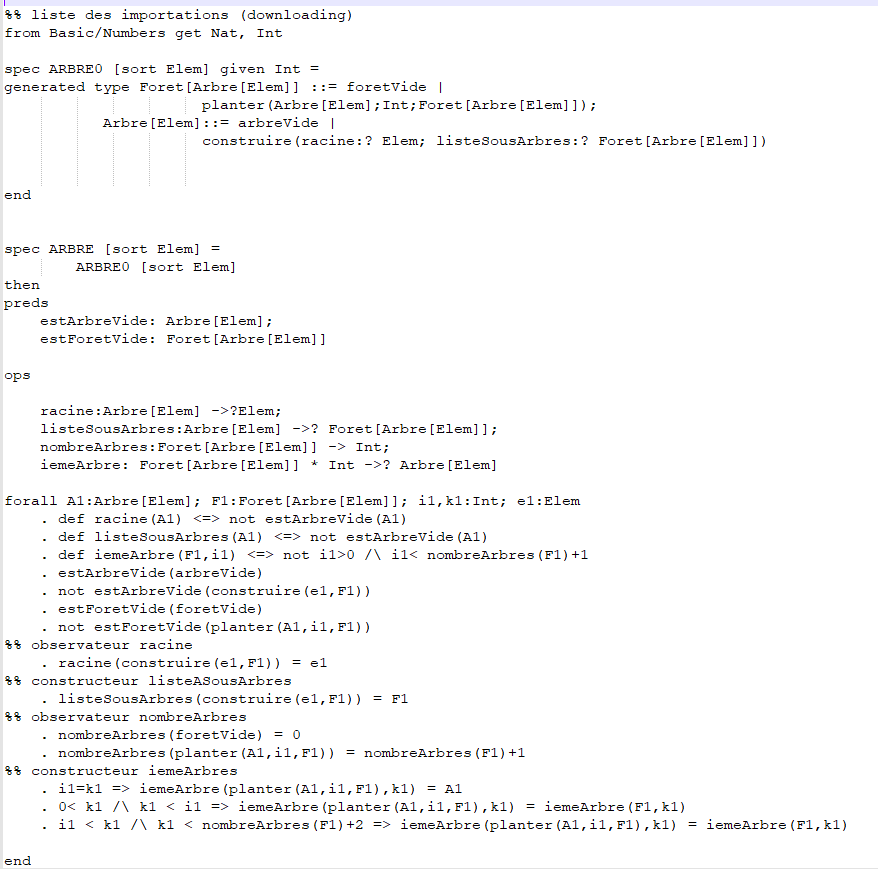 %% liste des importations (downloading)
from Basic/Numbers get Nat, Int
spec ARBRE0 [sort Elem] given Int =
generated type Foret[Arbre[Elem]] ::= foretVide |
planter(Arbre[Elem];Int;Foret[Arbre[Elem]]);
Arbre[Elem]::= arbreVide |
construire(racine:? Elem; listeSousArbres:? Foret[Arbre[Elem]])
end
spec ARBRE [sort Elem] =
ARBRE0 [sort Elem]
then
preds
estArbreVide: Arbre[Elem];
estForetVide: Foret[Arbre[Elem]]
ops
racine:Arbre[Elem] ->?Elem;
listeSousArbres:Arbre[Elem] ->? Foret[Arbre[Elem]];
nombreArbres:Foret[Arbre[Elem]] -> Int;
iemeArbre: Foret[Arbre[Elem]] * Int ->? Arbre[Elem]
forall A1:Arbre[Elem]; F1:Foret[Arbre[Elem]]; i1,k1:Int; e1:Elem
. def racine(A1) <=> not estArbreVide(A1)
. def listeSousArbres(A1) <=> not estArbreVide(A1)
. def iemeArbre(F1,i1) <=> not i1>0 /\ i1< nombreArbres(F1)+1
. estArbreVide(arbreVide)
. not estArbreVide(construire(e1,F1))
. estForetVide(foretVide)
. not estForetVide(planter(A1,i1,F1))
%% observateur racine
. racine(construire(e1,F1)) = e1
%% constructeur listeASousArbres
. listeSousArbres(construire(e1,F1)) = F1
%% observateur nombreArbres
. nombreArbres(foretVide) = 0
. nombreArbres(planter(A1,i1,F1)) = nombreArbres(F1)+1
%% constructeur iemeArbres
. i1=k1 => iemeArbre(planter(A1,i1,F1),k1) = A1
. 0< k1 /\ k1 < i1 => iemeArbre(planter(A1,i1,F1),k1) = iemeArbre(F1,k1)
. i1 < k1 /\ k1 < nombreArbres(F1)+2 => iemeArbre(planter(A1,i1,F1),k1) = iemeArbre(F1,k1)
end